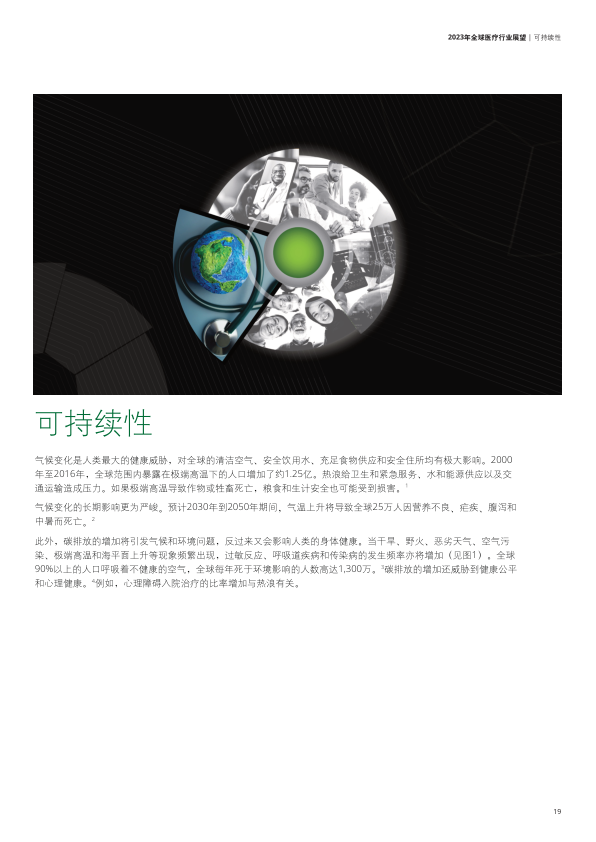 2023年全球医疗行业展望 | 可持续性
可持续性
气候变化是人类最大的健康威胁，对全球的清洁空气、安全饮用水、充足食物供应和安全住所均有极大影响。2000
年至2016年，全球范围内暴露在极端高温下的人口增加了约1.25亿。热浪给卫生和紧急服务、水和能源供应以及交
通运输造成压力。如果极端高温导致作物或牲畜死亡，粮食和生计安全也可能受到损害。1
气候变化的长期影响更为严峻。预计2030年到2050年期间，气温上升将导致全球25万人因营养不良、疟疾、腹泻和
中暑而死亡。2
此外，碳排放的增加将引发气候和环境问题，反过来又会影响人类的身体健康。当干旱、野火、恶劣天气、空气污
染、极端高温和海平面上升等现象频繁出现，过敏反应、呼吸道疾病和传染病的发生频率亦将增加（见图1）。全球
90%以上的人口呼吸着不健康的空气，全球每年死于环境影响的人数高达1,300万。3碳排放的增加还威胁到健康公平
和心理健康。4例如，心理障碍入院治疗的比率增加与热浪有关。
19